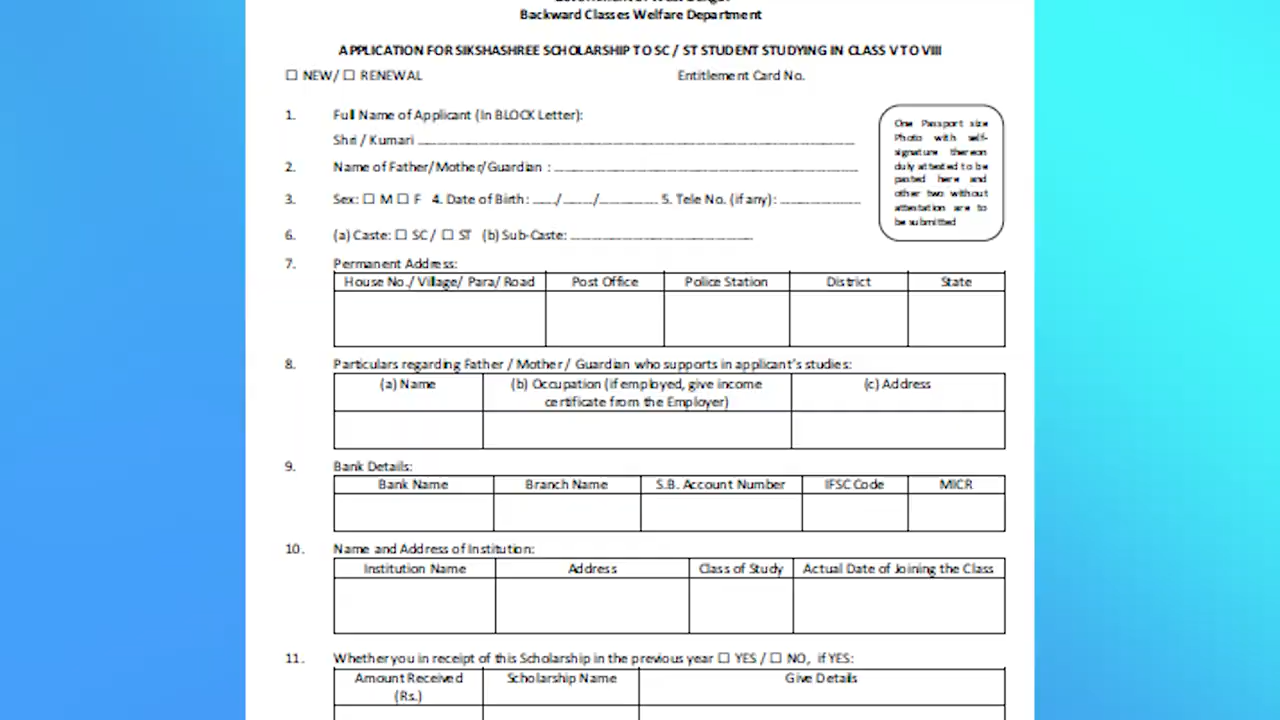 Backward Classes Welfare Department
APPLICATION FOR SIKSHASHREE SCHOLARSHIP TO SC / ST STUDENT STUDYING IN CLASS V TO VIII
☐ NEW/ ☐ RENEWAL Entitlement Card No.
1. Full Name of Applicant (In BLOCK Letter):
Shri / Kumari
One Passport size
Photo with self-
signature thereon
duly attested to be
pasted here and
other two without
attestation are to
be submitted
2. Name of Father/Mother/Guardian :
3. Sex: ☐ M ☐ F 4. Date of Birth : ___/____/________ 5. Tele No. (if any):
6. (a) Caste: ☐ SC / ☐ ST (b) Sub-Caste:
7. Permanent Address:
House No./ Village/ Para/ Road Post Office Police Station District State
8. Particulars regarding Father / Mother / Guardian who supports in applicant's studies:
(a) Name (b) Occupation (if employed, give income (c) Address
certificate from the Employer)
9. Bank Details:
Bank Name Branch Name S.B. Account Number IFSC Code MICR
10. Name and Address of Institution:
Institution Name Address Class of Study Actual Date of Joining the Class
11. Whether you in receipt of this Scholarship in the previous year ☐ YES / ☐ NO, if YES:
Amount Received Scholarship Name Give Details
(Rs.)